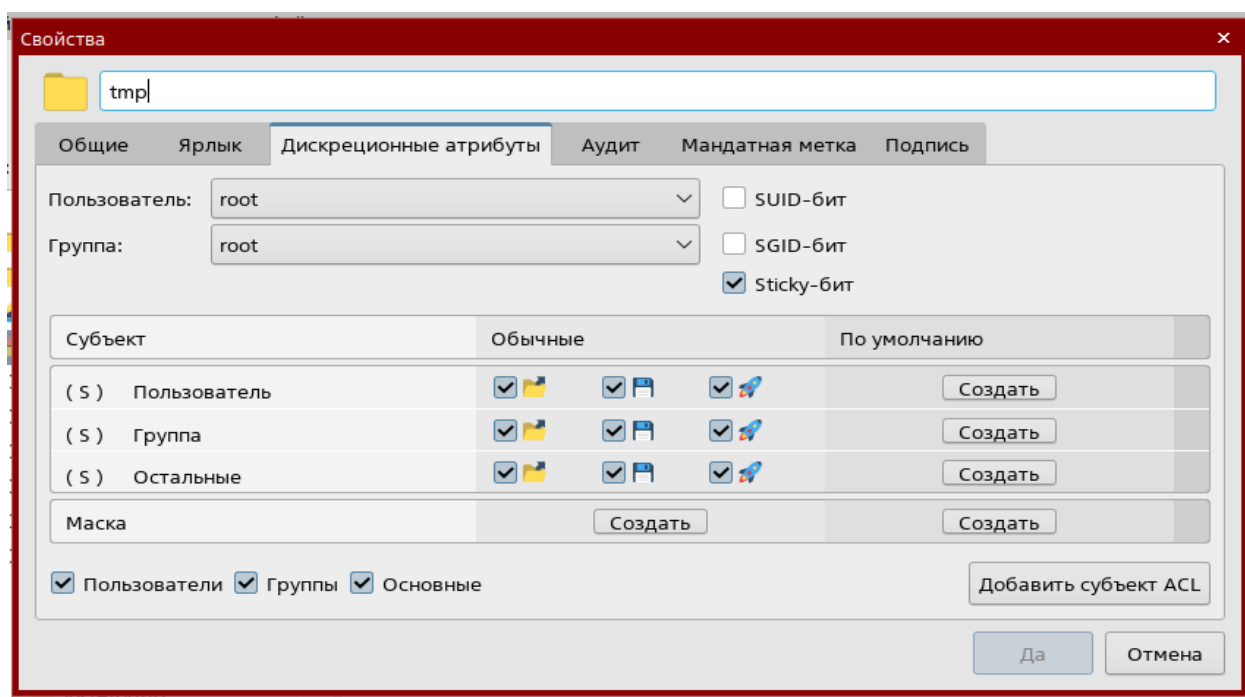 Свойства ×
tmp
Общие Ярлык Дискреционные атрибуты Аудит Мандатная метка Подпись
Пользователь: root SUID-бит
Группа: root SGID-бит
Sticky-бит
Субъект Обычные По умолчанию
(S) Пользователь Создать
(S) Группа Создать
(S) Остальные Создать
Маска Создать Создать
Пользователи Группы Основные Добавить субъект ACL
Да Отмена